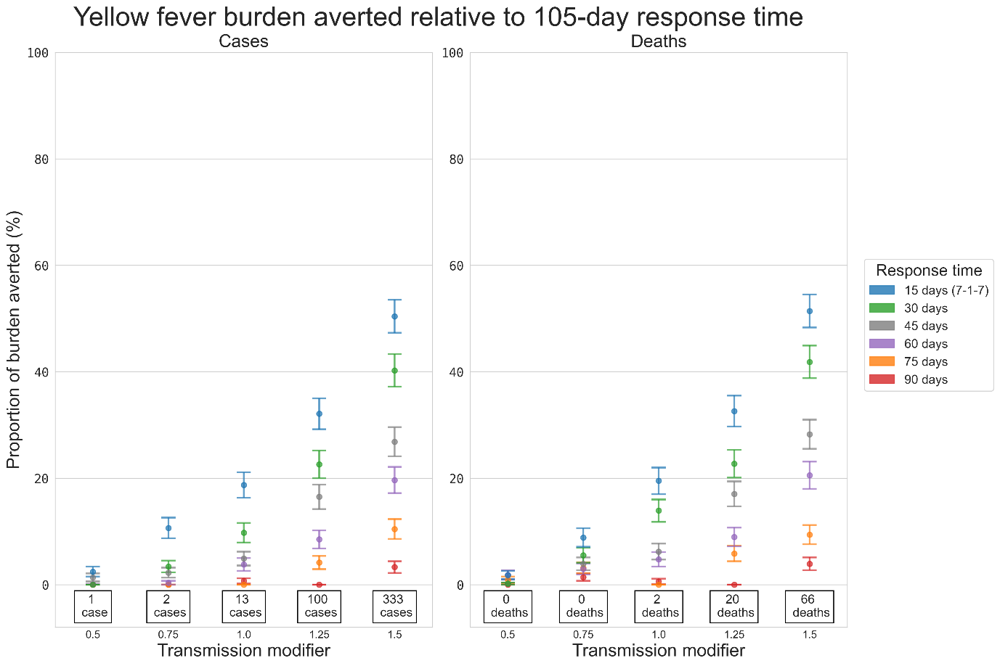 Yellow fever burden averted relative to 105-day response time
Cases
Deaths
Proportion of burden averted (%)
100
80
60
40
20
0
1
case
2
cases
13
cases
100
cases
333
cases
0.5
0.75
1.0
1.25
1.5
Transmission modifier
100
80
60
40
20
0
0
deaths
0
deaths
2
deaths
20
deaths
66
deaths
0.5
0.75
1.0
1.25
1.5
Transmission modifier
Response time
15 days (7-1-7)
30 days
45 days
60 days
75 days
90 days